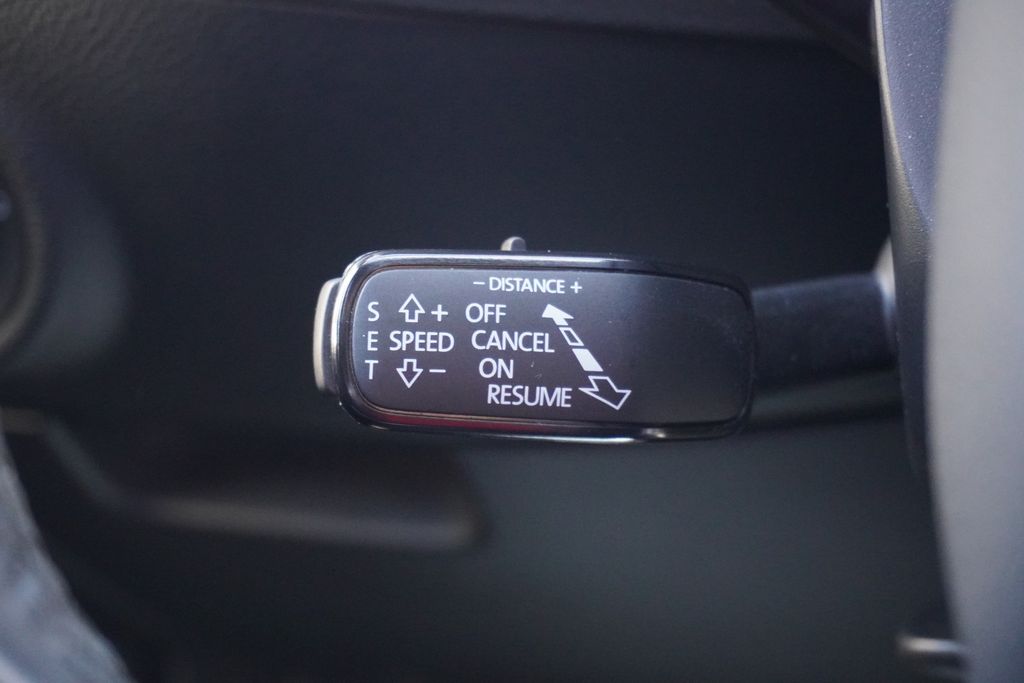 − DISTANCE +
S + OFF
E SPEED CANCEL
T − ON
RESUME